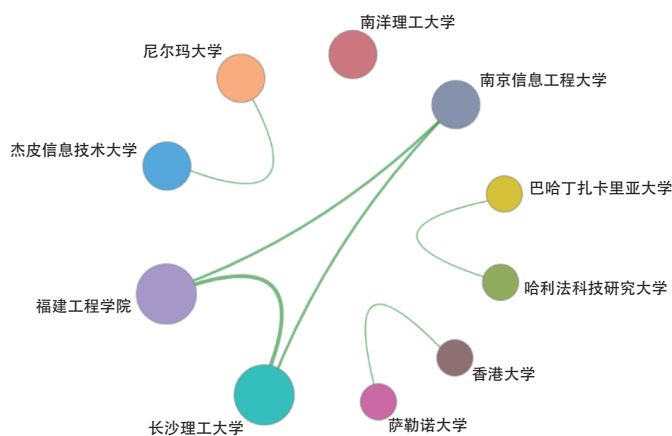 南洋理工大学
尼尔玛大学
南京信息工程大学
杰皮信息技术大学
巴哈丁扎卡里亚大学
哈利法科技研究大学
福建工程学院
香港大学
长沙理工大学
萨勒诺大学